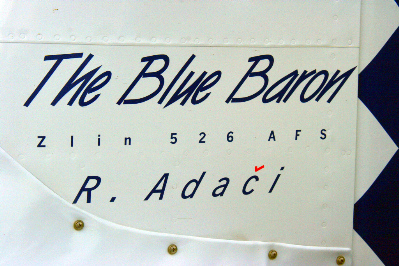 The Blue Baron
Zlin 526 AFS
R. Adači